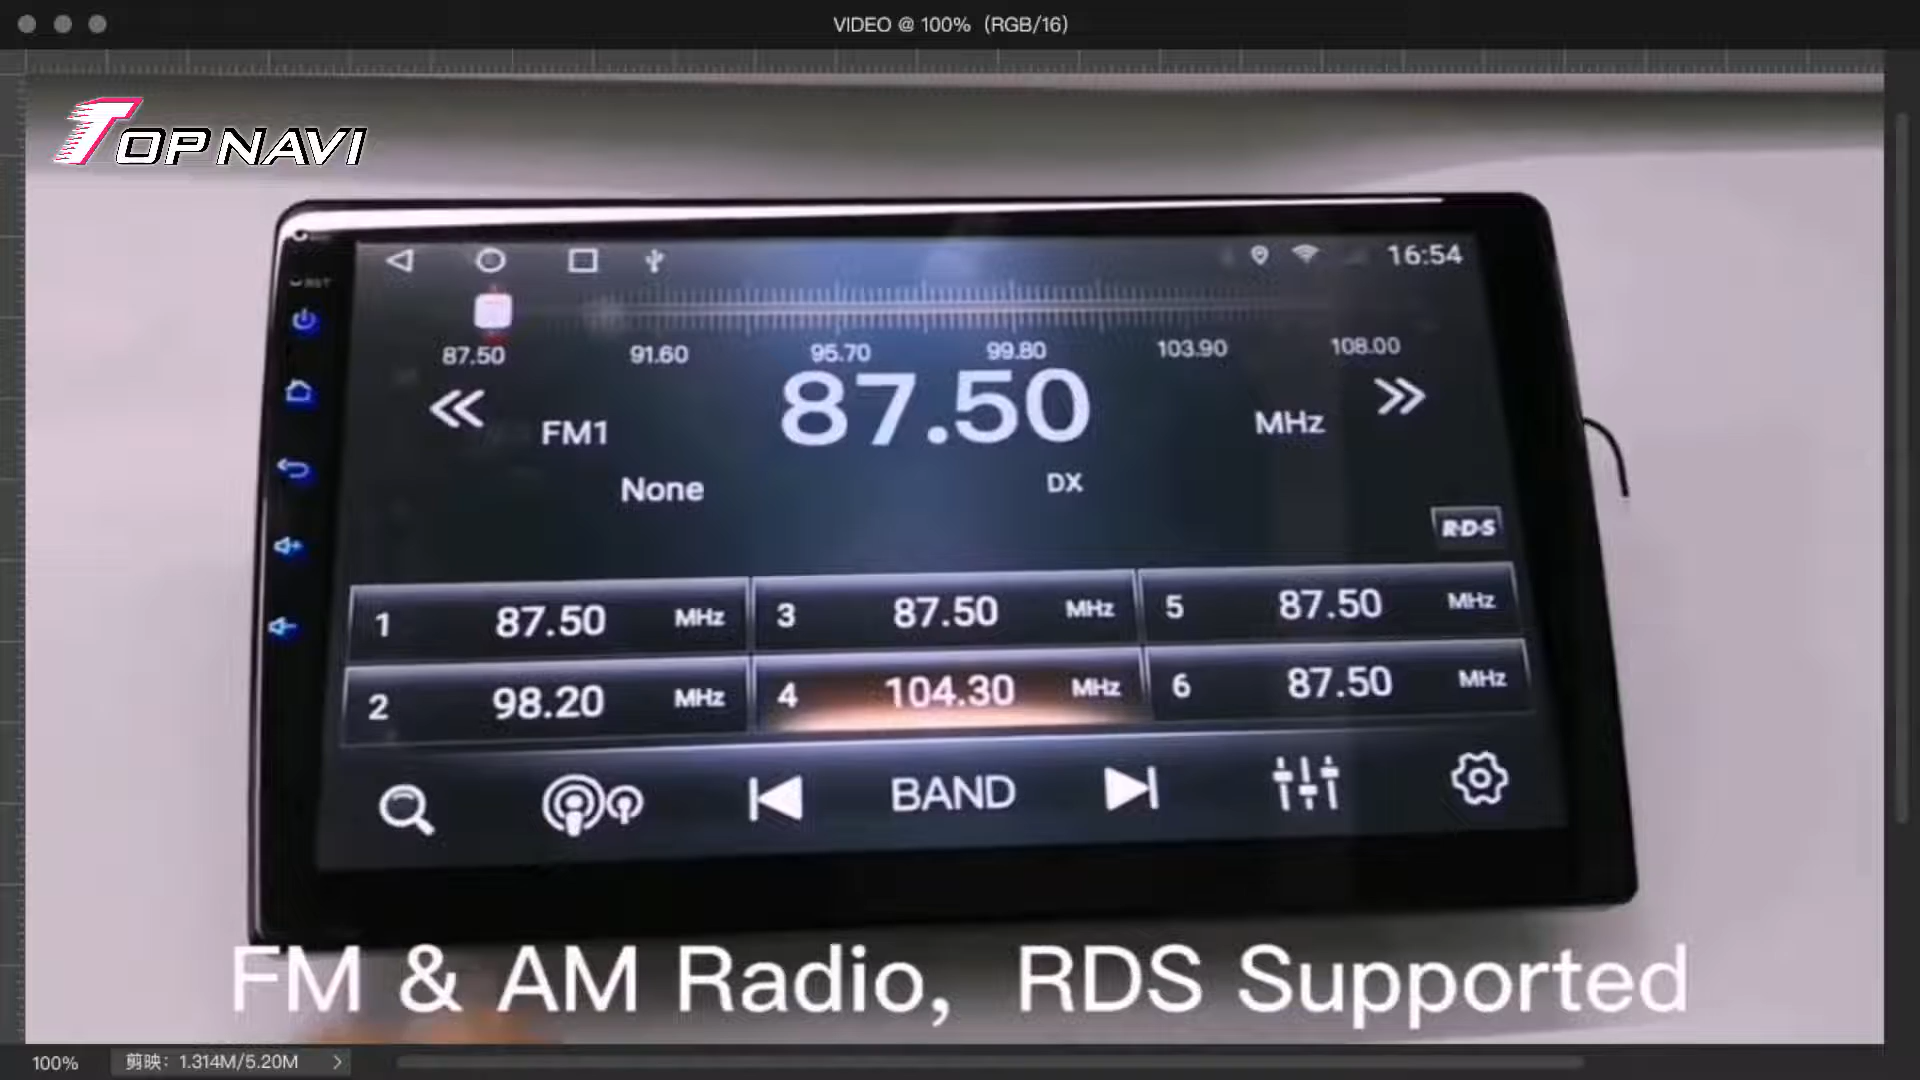 VIDEO @ 100% (RGB/16)
TOPNAVI
16:54
87.50 91.60 95.70 99.80 103.90 108.00
FM1 87.50 MHz
None DX
R·D·S
1 87.50 MHz 3 87.50 MHz 5 87.50 MHz
2 98.20 MHz 4 104.30 MHz 6 87.50 MHz
BAND
FM & AM Radio, RDS Supported
100% 剪映: 1.314M/5.20M